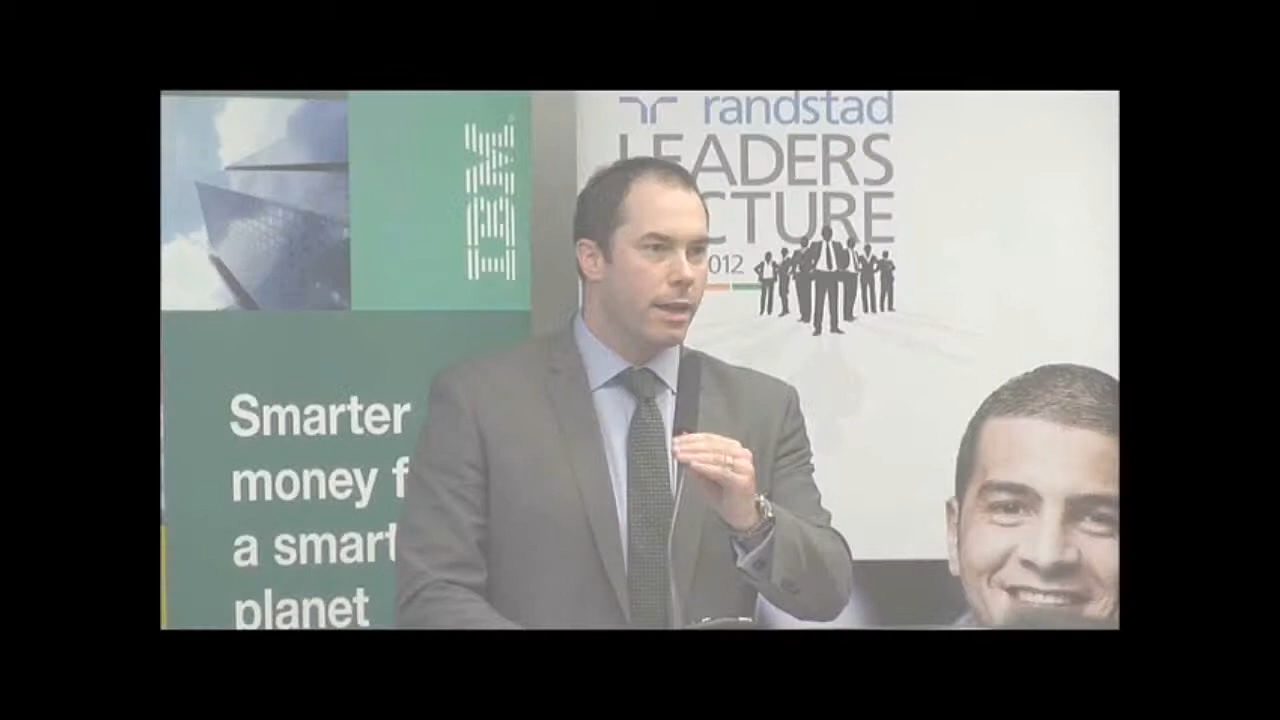 IBM
Smarter
money f
a smart
planet
randstad
LEADERS
CTURE
012